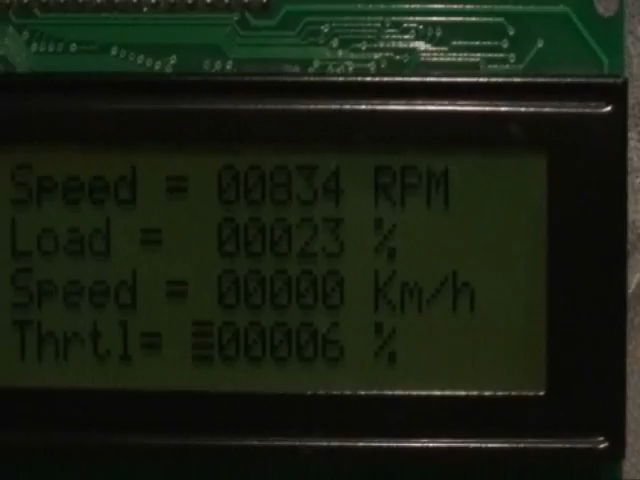 Speed = 00834 RPM
Load = 00023 %
Speed = 00000 Km/h
Thrtl= 00006 %